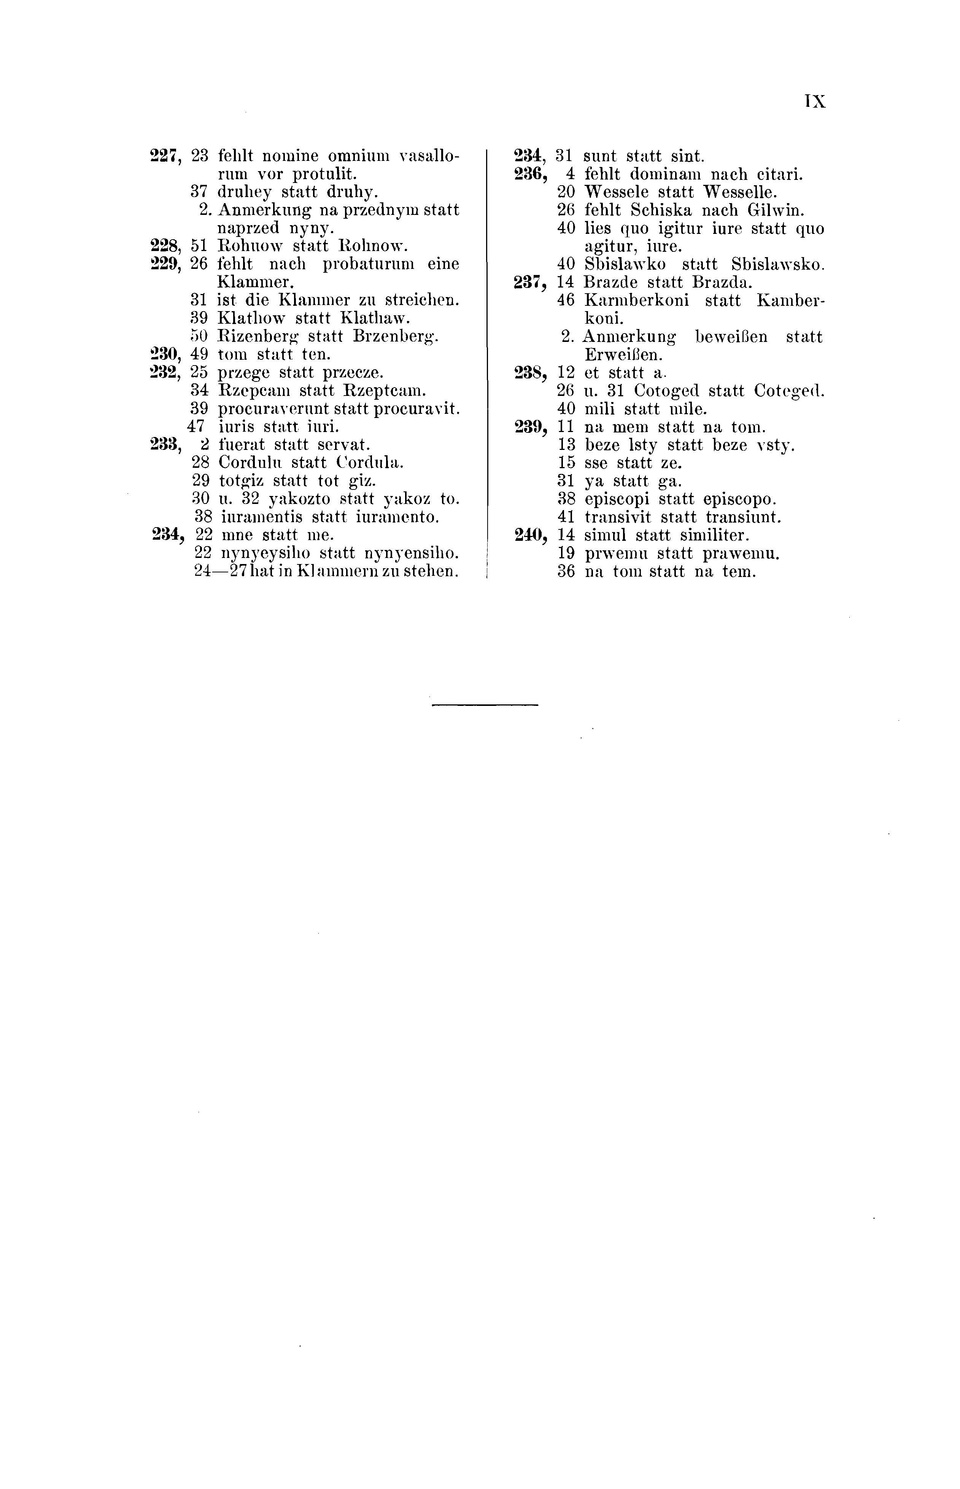 IX
227, 23 fehlt nomine omnium vasallo-
rum vor protulit.
37 druhey statt druhy.
2. Anmerkung na przednym statt
naprzed nyny.
228, 51 Rohuow statt Rohnow.
229, 26 fehlt nach probaturum eine
Klammer.
31 ist die Klammer zu streichen.
39 Klathow statt Klathaw.
50 Rizenberg statt Brzenberg.
230, 49 tom statt ten.
232, 25 przege statt przecze.
34 Rzepcam statt Rzeptcam.
39 procuraverunt statt procuravit.
47 iuris statt iuri.
233, 2 fuerat statt servat.
28 Cordulu statt Cordula.
29 totgiz statt tot giz.
30 u. 32 yakozto statt yakoz to.
38 iuramentis statt iuramento.
234, 22 mne statt me.
22 nynyeysiho statt nynyensiho.
24—27 hat in Klammern zu stehen.
234, 31 sunt statt sint.
236, 4 fehlt dominam nach citari.
20 Wessele statt Wesselle.
26 fehlt Schiska nach Gilwin.
40 lies quo igitur iure statt quo
agitur, iure.
40 Sbislawko statt Sbislawsko.
237, 14 Brazde statt Brazda.
46 Karmberkoni statt Kamber-
koni.
2. Anmerkung beweißen statt
Erweißen.
238, 12 et statt a.
26 u. 31 Cotoged statt Coteged.
40 mili statt mile.
239, 11 na mem statt na tom.
13 beze lsty statt beze vsty.
15 sse statt ze.
31 ya statt ga.
38 episcopi statt episcopo.
41 transivit statt transiunt.
240, 14 simul statt similiter.
19 prwemu statt prawemu.
36 na tom statt na tem.